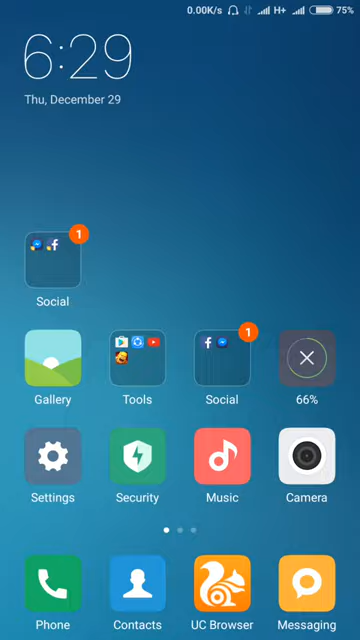 0.00K/s H+ 75%
6:29
Thu, December 29
1
Social
1
Gallery Tools Social 66%
Settings Security Music Camera
Phone Contacts UC Browser Messaging